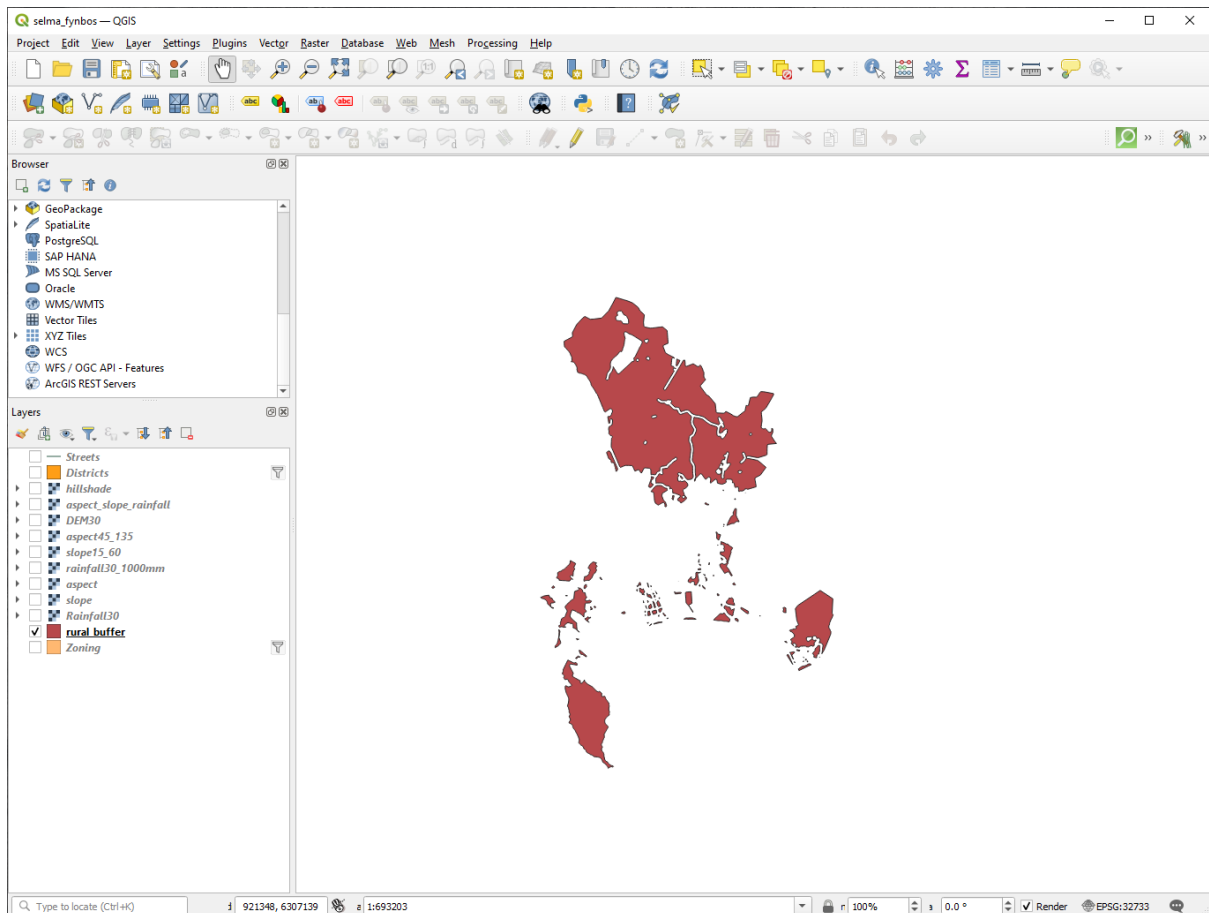 selma_fynbos — QGIS
Project Edit View Layer Settings Plugins Vector Raster Database Web Mesh Processing Help
abc abc abc
Browser
GeoPackage
SpatiaLite
PostgreSQL
SAP HANA
MS SQL Server
Oracle
WMS/WMTS
Vector Tiles
XYZ Tiles
WCS
WFS / OGC API - Features
ArcGIS REST Servers
Layers
Streets
Districts
hillshade
aspect_slope_rainfall
DEM30
aspect45_135
slope15_60
rainfall30_1000mm
aspect
slope
Rainfall30
rural buffer
Zoning
Type to locate (Ctrl+K) 921348, 6307139 1:693203 100% 0.0 ° Render EPSG:32733